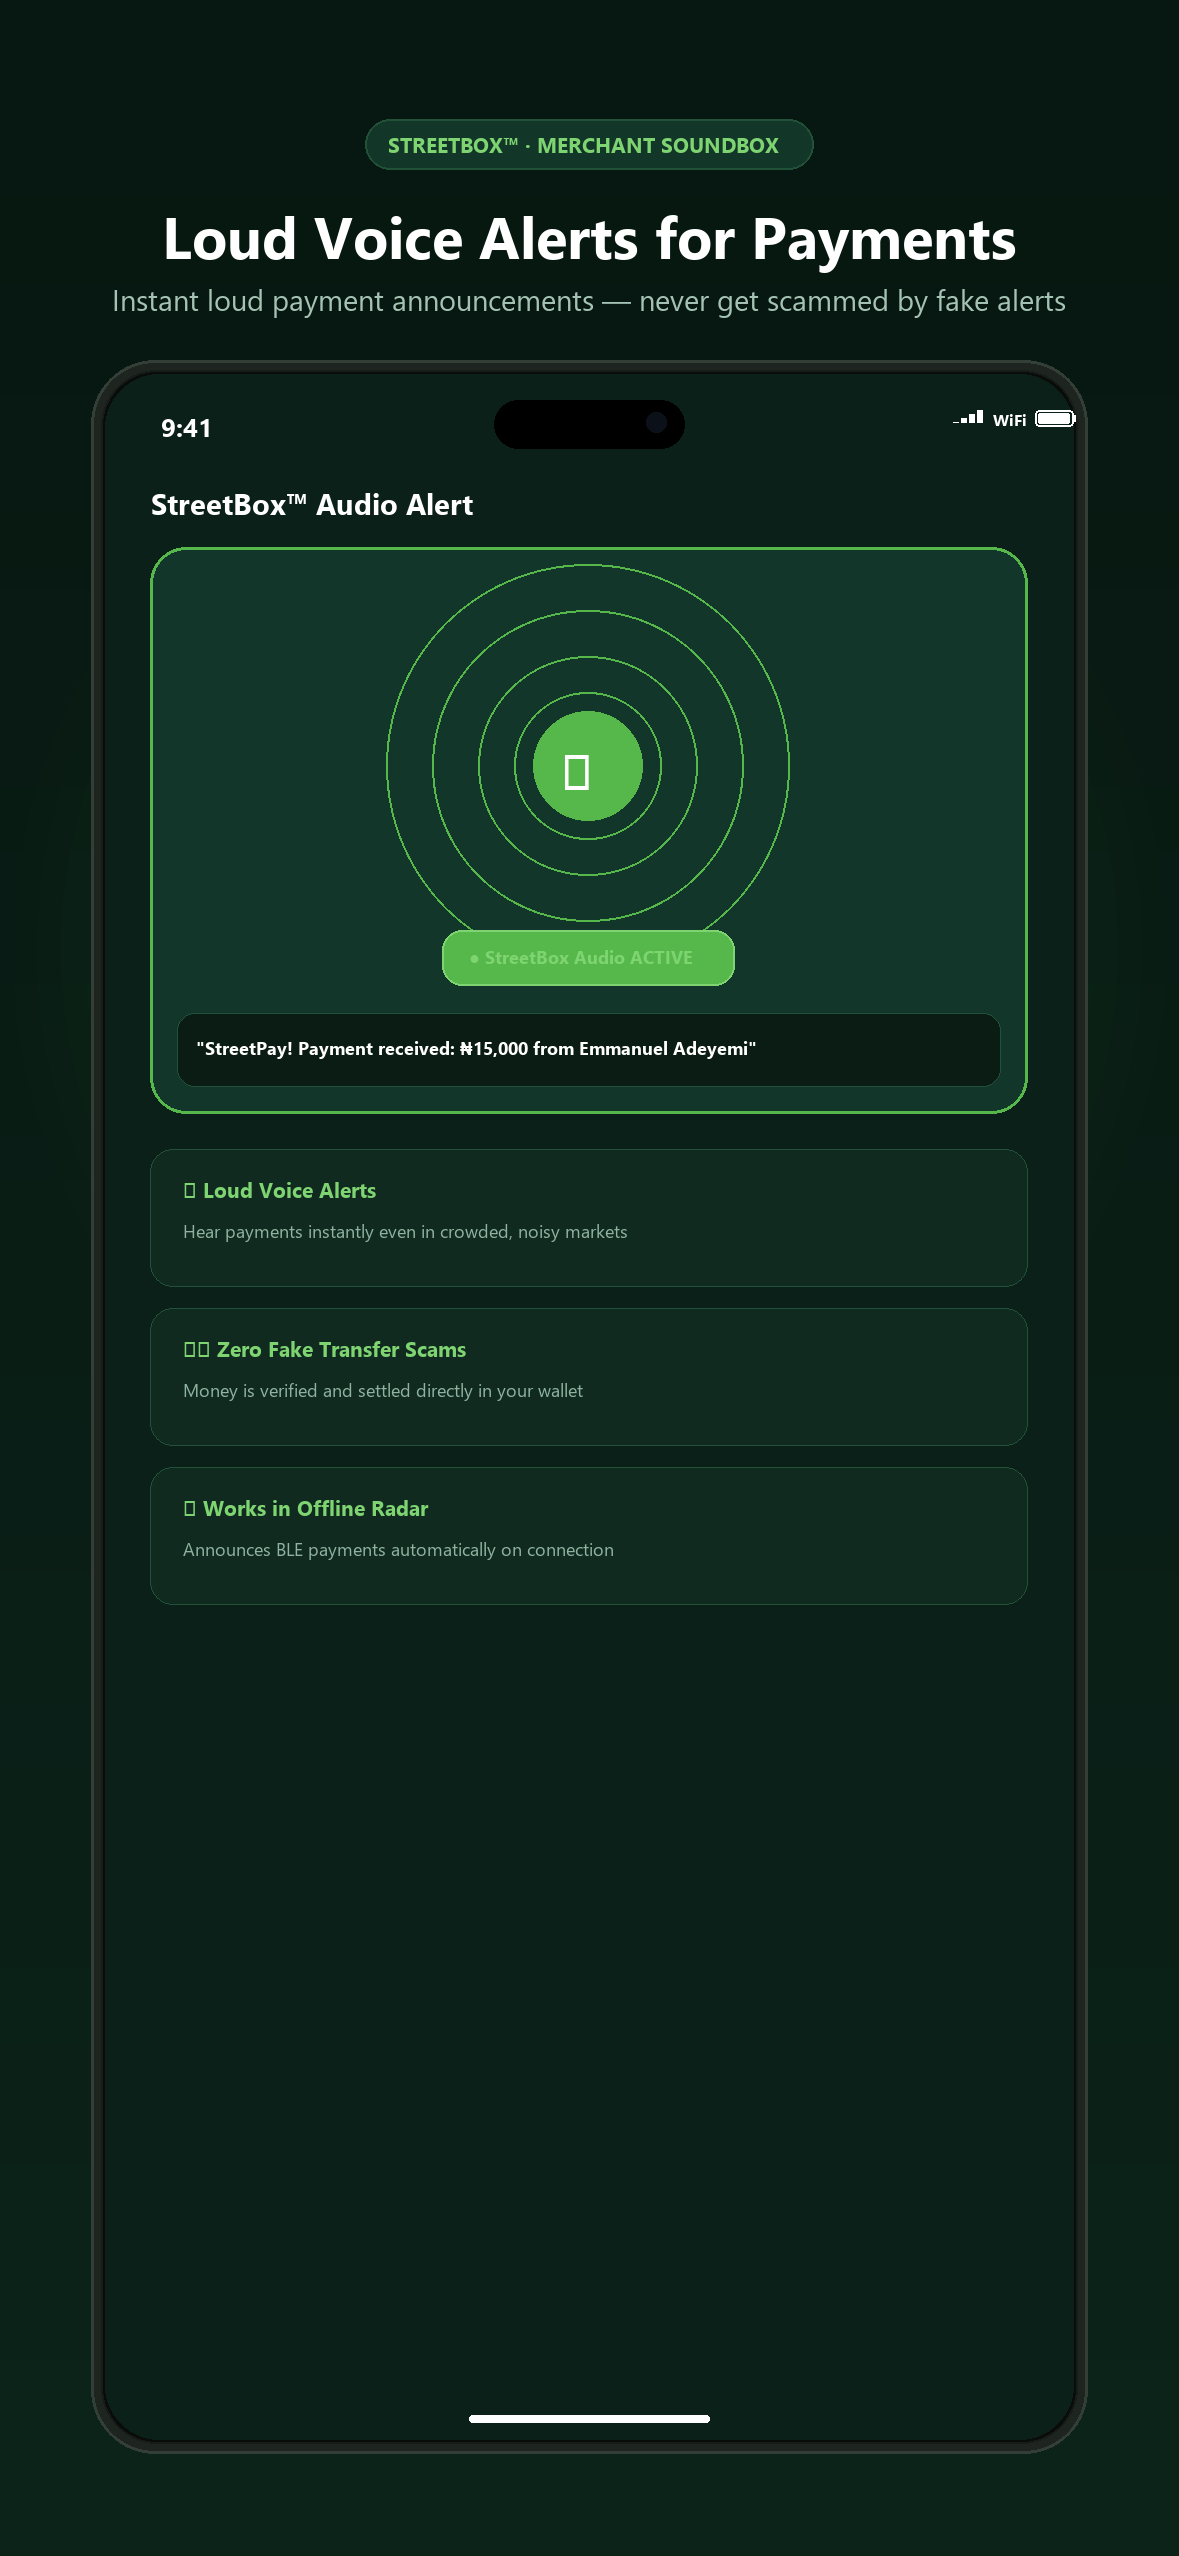 STREETBOX™ · MERCHANT SOUNDBOX
Loud Voice Alerts for Payments
Instant loud payment announcements — never get scammed by fake alerts
9:41
WiFi
StreetBox™ Audio Alert
● StreetBox Audio ACTIVE
"StreetPay! Payment received: ₦15,000 from Emmanuel Adeyemi"
Loud Voice Alerts
Hear payments instantly even in crowded, noisy markets
Zero Fake Transfer Scams
Money is verified and settled directly in your wallet
Works in Offline Radar
Announces BLE payments automatically on connection